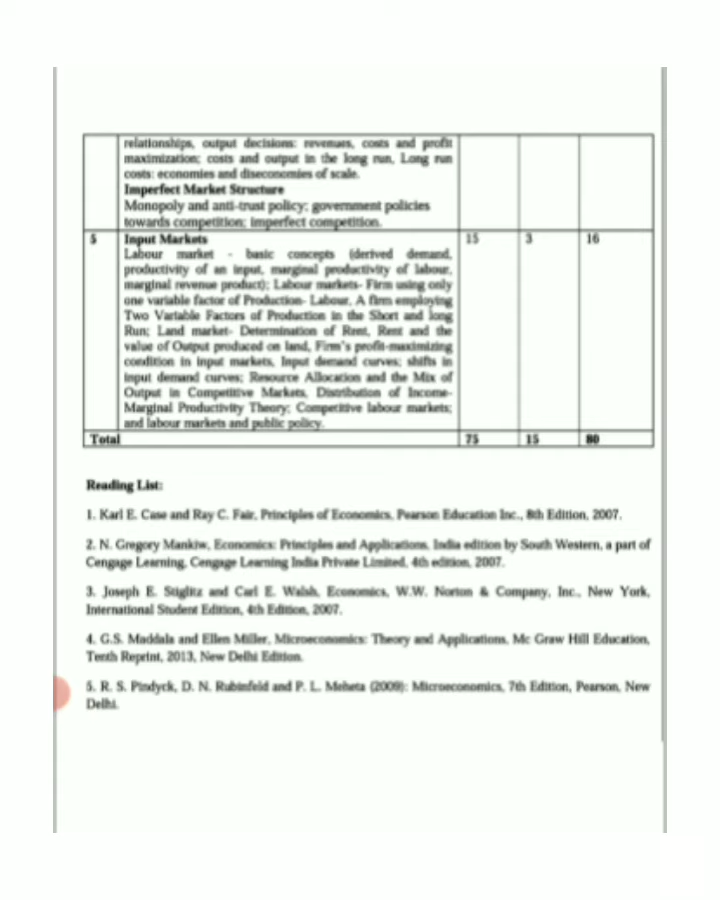 relationships, output decisions: revenues, costs and profit
maximization; costs and output in the long run, Long run
costs: economies and diseconomies of scale.
Imperfect Market Structure
Monopoly and anti-trust policy; government policies
towards competition; imperfect competition.
5 Input Markets 15 3 16
Labour market - basic concepts (derived demand,
productivity of an input, marginal productivity of labour,
marginal revenue product); Labour markets- Firm using only
one variable factor of Production- Labour, A firm employing
Two Variable Factors of Production in the Short and long
Run; Land market- Determination of Rent, Rent and the
value of Output produced on land, Firm's profit-maximizing
condition in input markets, Input demand curves; shifts in
input demand curves; Resource Allocation and the Mix of
Output in Competitive Markets, Distribution of Income-
Marginal Productivity Theory; Competitive labour markets;
and labour markets and public policy.
Total 75 15 80
Reading List:
1. Karl E. Case and Ray C. Fair, Principles of Economics, Pearson Education Inc., 8th Edition, 2007.
2. N. Gregory Mankiw, Economics: Principles and Applications, India edition by South Western, a part of
Cengage Learning, Cengage Learning India Private Limited, 4th edition, 2007.
3. Joseph E. Stiglitz and Carl E. Walsh, Economics, W.W. Norton & Company, Inc., New York,
International Student Edition, 4th Edition, 2007.
4. G.S. Maddala and Ellen Miller, Microeconomics: Theory and Applications, Mc Graw Hill Education,
Tenth Reprint, 2013, New Delhi Edition.
5. R. S. Pindyck, D. N. Rubinfeld and P. L. Meheta (2009): Microeconomics, 7th Edition, Pearson, New
Delhi.